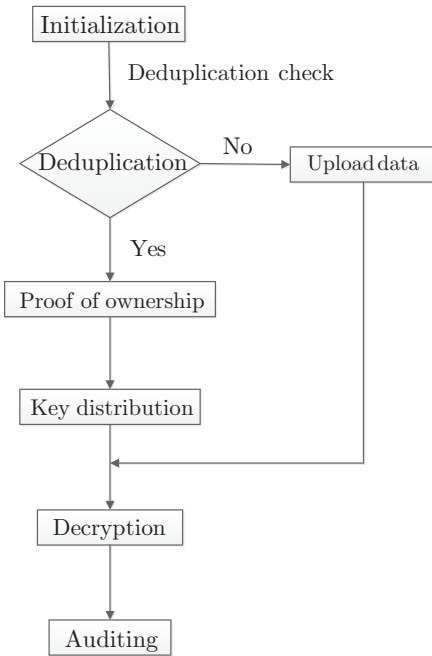 Initialization
Deduplication check
Deduplication
No
Upload data
Yes
Proof of ownership
Key distribution
Decryption
Auditing